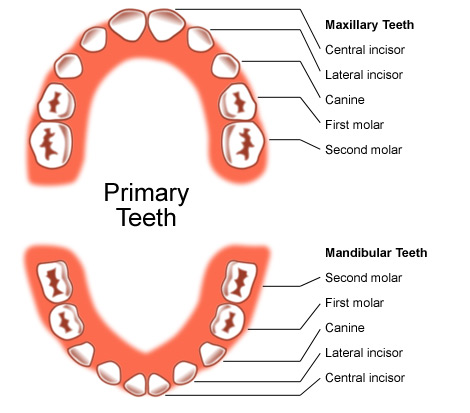 Maxillary Teeth
Central incisor
Lateral incisor
Canine
First molar
Second molar
Primary
Teeth
Mandibular Teeth
Second molar
First molar
Canine
Lateral incisor
Central incisor